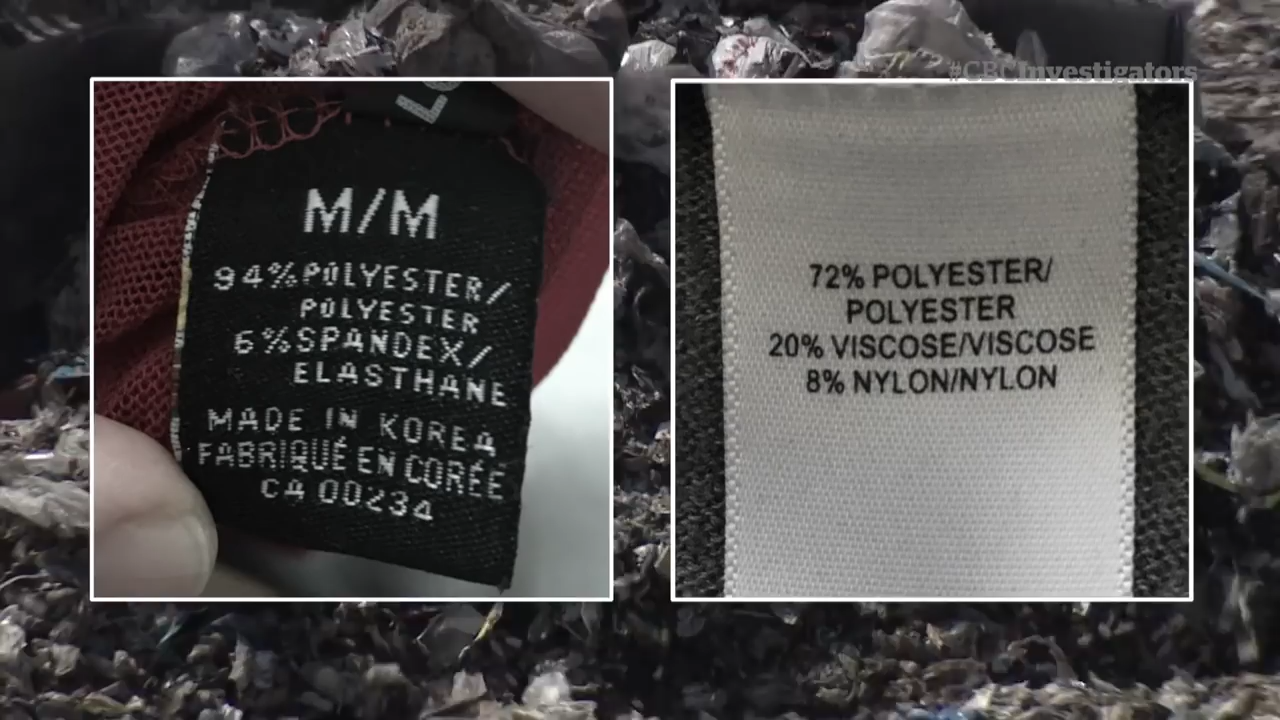 #CBCInvestigators
M/M
94% POLYESTER/
POLYESTER
6% SPANDEX/
ELASTHANE
MADE IN KOREA
FABRIQUÉ EN CORÉE
CA 00234
72% POLYESTER/
POLYESTER
20% VISCOSE/VISCOSE
8% NYLON/NYLON